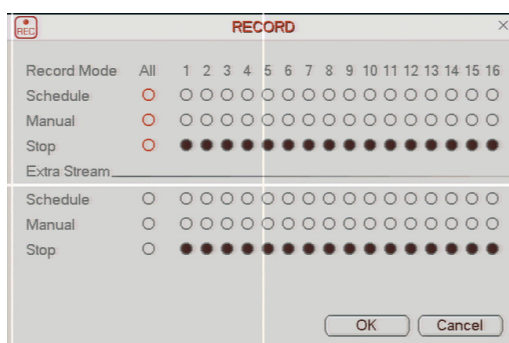 REC
RECORD
Record Mode All 1 2 3 4 5 6 7 8 9 10 11 12 13 14 15 16
Schedule
Manual
Stop
Extra Stream
Schedule
Manual
Stop
OK Cancel